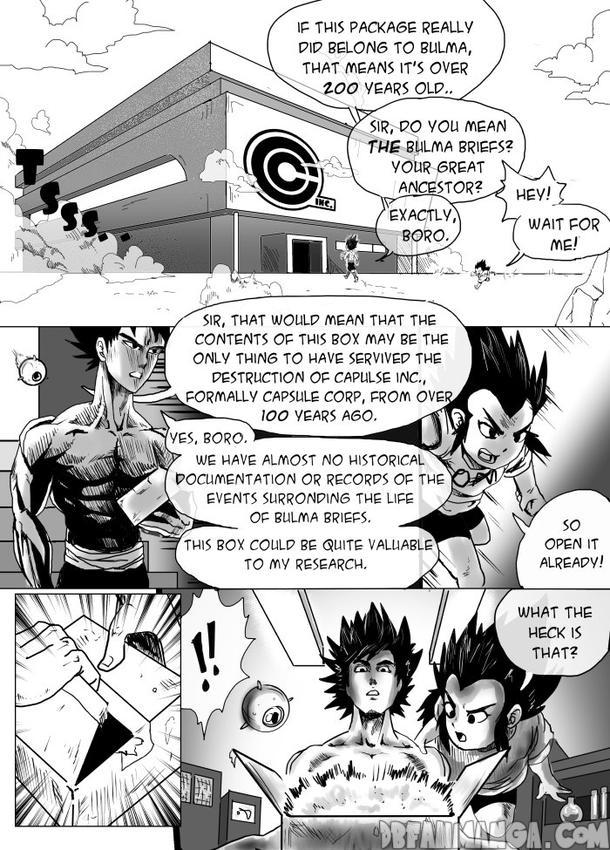 IF THIS PACKAGE REALLY
DID BELONG TO BULMA,
THAT MEANS IT'S OVER
200 YEARS OLD..
SIR, DO YOU MEAN
THE BULMA BRIEFS?
YOUR GREAT
ANCESTOR?
EXACTLY,
BORO.
HEY!
WAIT FOR
ME!
INC.
TSSS..
SIR, THAT WOULD MEAN THAT THE
CONTENTS OF THIS BOX MAY BE THE
ONLY THING TO HAVE SERVIVED THE
DESTRUCTION OF CAPULSE INC.,
FORMALLY CAPSULE CORP, FROM OVER
100 YEARS AGO.
YES, BORO.
WE HAVE ALMOST NO HISTORICAL
DOCUMENTATION OR RECORDS OF THE
EVENTS SURRONDING THE LIFE
OF BULMA BRIEFS.
THIS BOX COULD BE QUITE VALUABLE
TO MY RESEARCH.
SO
OPEN IT
ALREADY!
!!
WHAT THE
HECK IS
THAT?
DBFANMANGA.COM